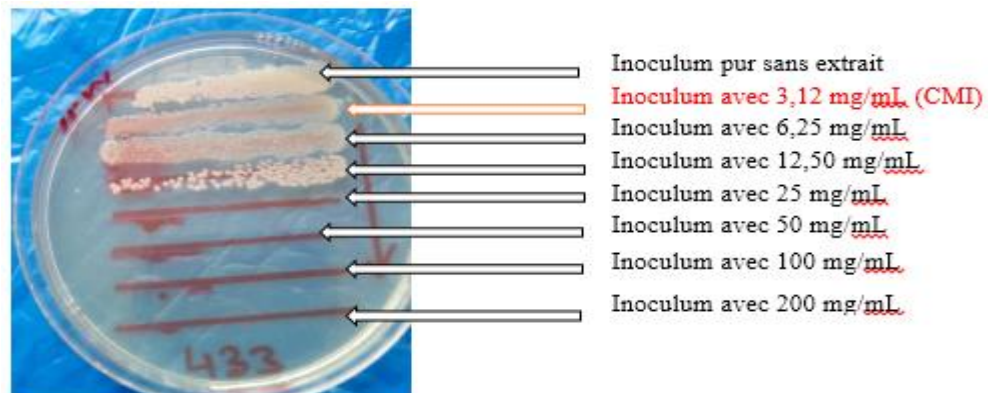 Inoculum pur sans extrait
Inoculum avec 3,12 mg/mL (CMI)
Inoculum avec 6,25 mg/mL
Inoculum avec 12,50 mg/mL
Inoculum avec 25 mg/mL
Inoculum avec 50 mg/mL
Inoculum avec 100 mg/mL
Inoculum avec 200 mg/mL
433